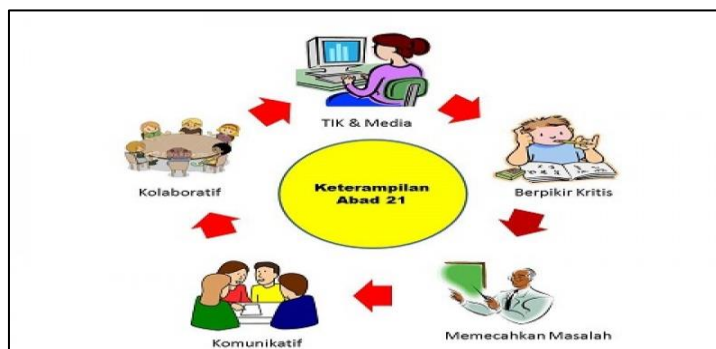 TIK & Media
Kolaboratif
Berpikir Kritis
Keterampilan
Abad 21
Memecahkan Masalah
Komunikatif